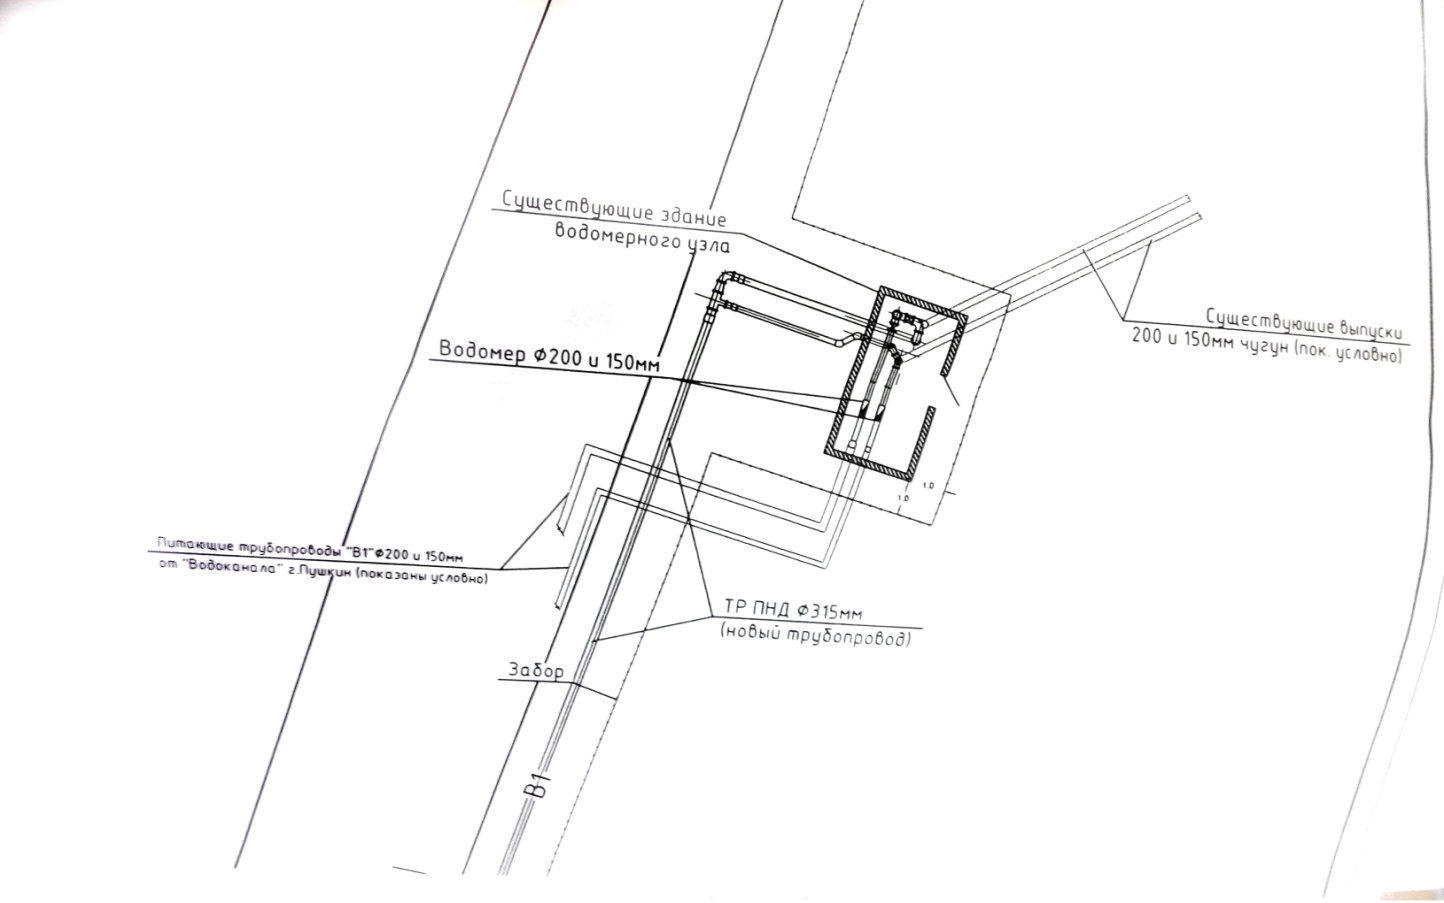 Существующие здание
водомерного узла
Водомер Ф200 и 150мм
Существующие выпуски
200 и 150мм чугун (пок. условно)
Питающие трубопроводы "В1"Ф200 и 150мм
от "Водоканала" г.Пушкин (показаны условно)
1.0
1.0
ТР ПНД Ф315мм
(новый трубопровод)
Забор
В1